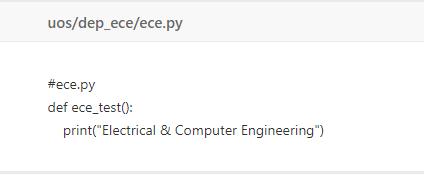 uos/dep_ece/ece.py
#ece.py
def ece_test():
    print("Electrical & Computer Engineering")